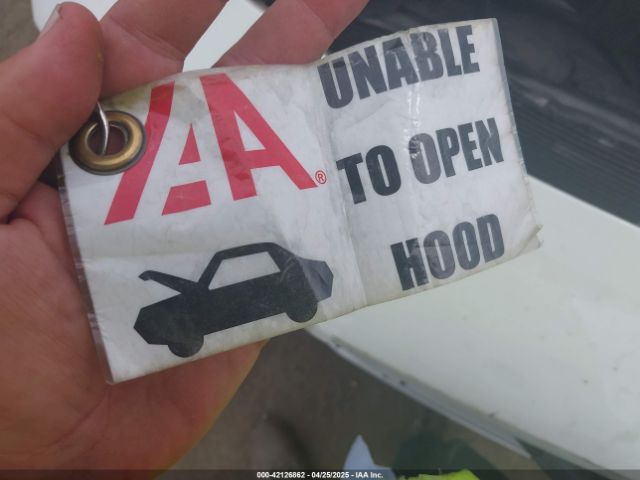 IAA®
UNABLE
TO OPEN
HOOD
000-42126862 / 04/25/2025 - IAA Inc.